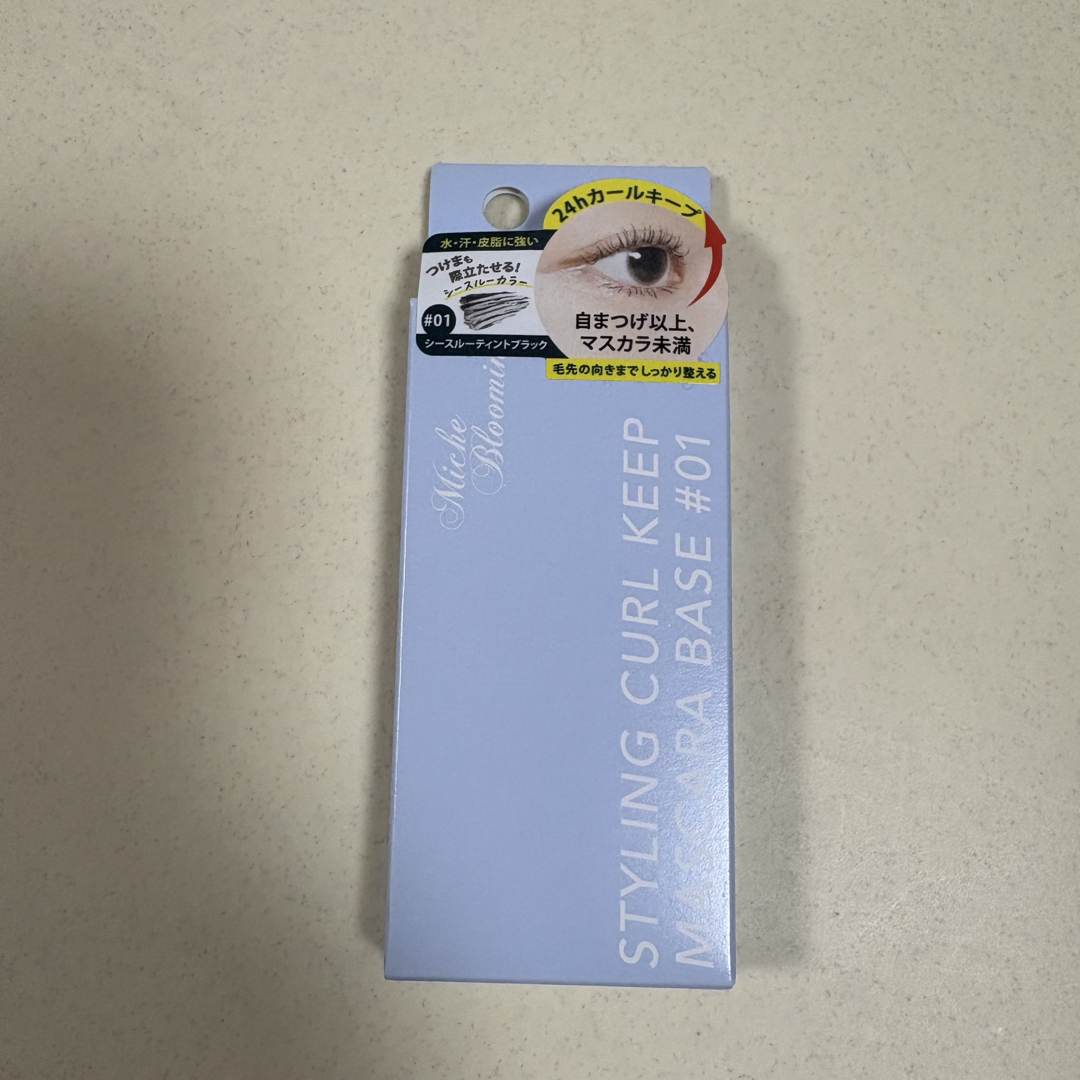 24hカールキープ
水・汗・皮脂に強い
つけまも
際立たせる!
シースルーカラー
#01
シースルーティントブラック
自まつげ以上、
マスカラ未満
毛先の向きまでしっかり整える
Miche
STYLING CURL KEEP
MASCARA BASE #01